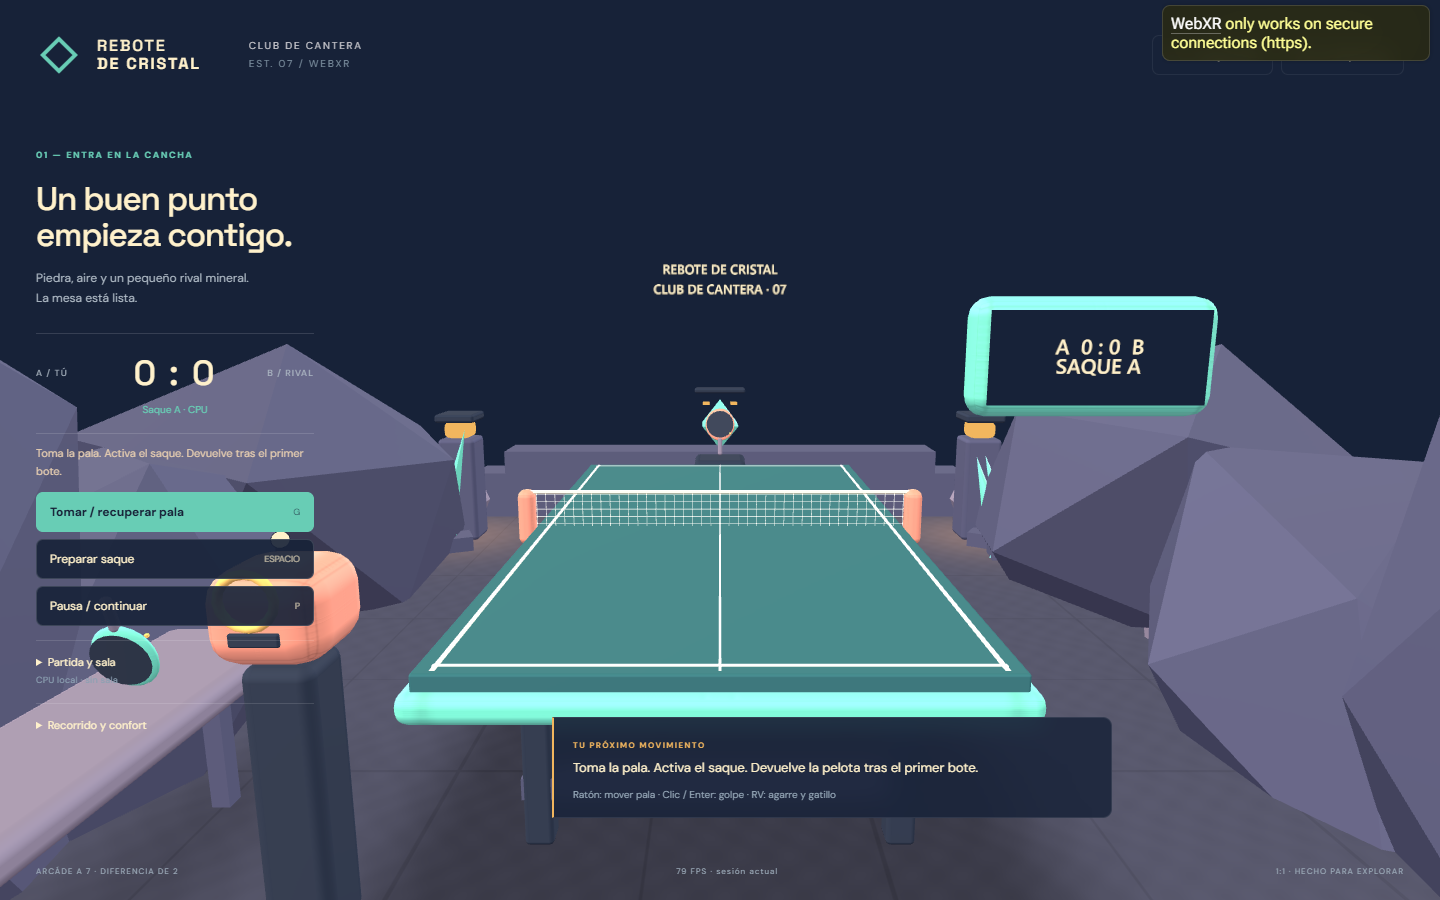 REBOTE
DE CRISTAL
CLUB DE CANTERA
EST. 07 / WEBXR
WebXR only works on secure
connections (https).
01 — ENTRA EN LA CANCHA
Un buen punto
empieza contigo.
Piedra, aire y un pequeño rival mineral.
La mesa está lista.
A / TÚ
0 : 0
B / RIVAL
Saque A · CPU
Toma la pala. Activa el saque. Devuelve tras el primer
bote.
Tomar / recuperar pala G
Preparar saque ESPACIO
Pausa / continuar P
Partida y sala
CPU local
Recorrido y confort
REBOTE DE CRISTAL
CLUB DE CANTERA · 07
A 0:0 B
SAQUE A
TU PRÓXIMO MOVIMIENTO
Toma la pala. Activa el saque. Devuelve la pelota tras el primer bote.
Ratón: mover pala · Clic / Enter: golpe · RV: agarre y gatillo
ARCADE A 7 · DIFERENCIA DE 2
79 FPS · sesión actual
1:1 · HECHO PARA EXPLORAR